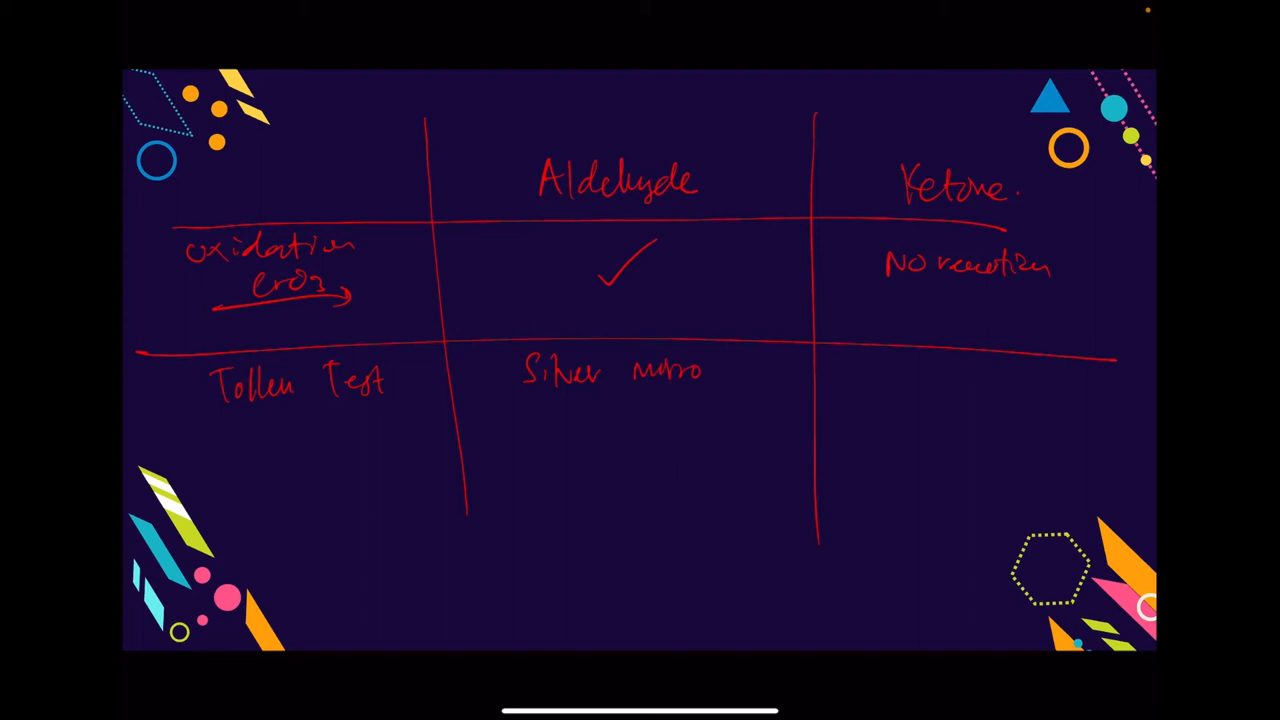 Aldehyde
Ketone.
oxidation
CrO3
✓
No reaction
Tollen Test
Silver mirro